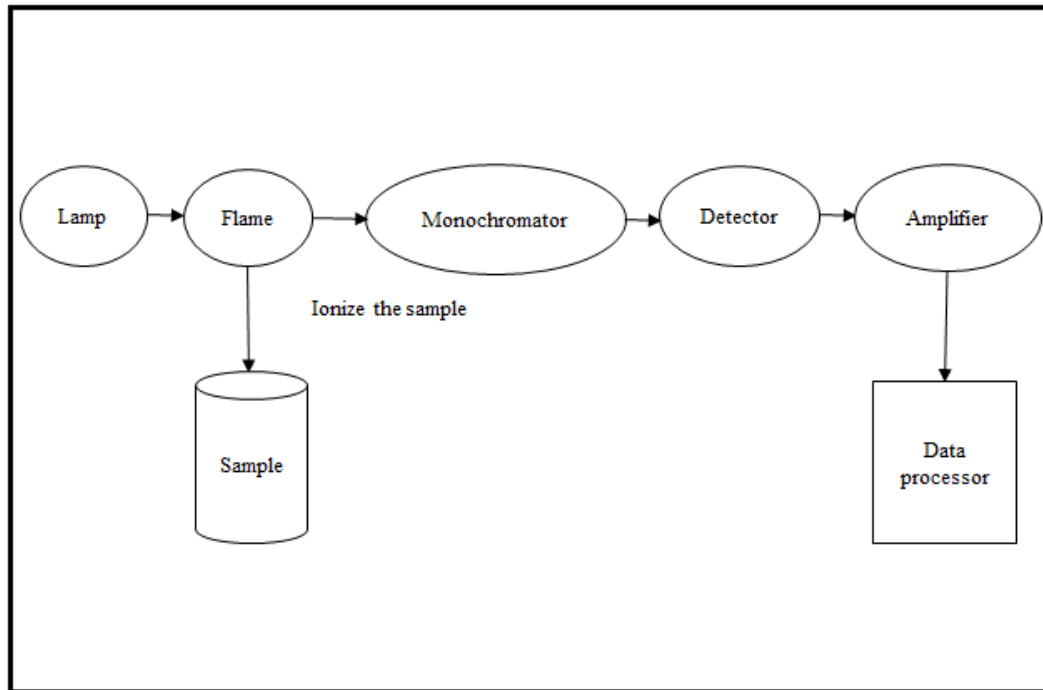 Lamp
Flame
Monochromator
Detector
Amplifier
Ionize the sample
Sample
Data
processor